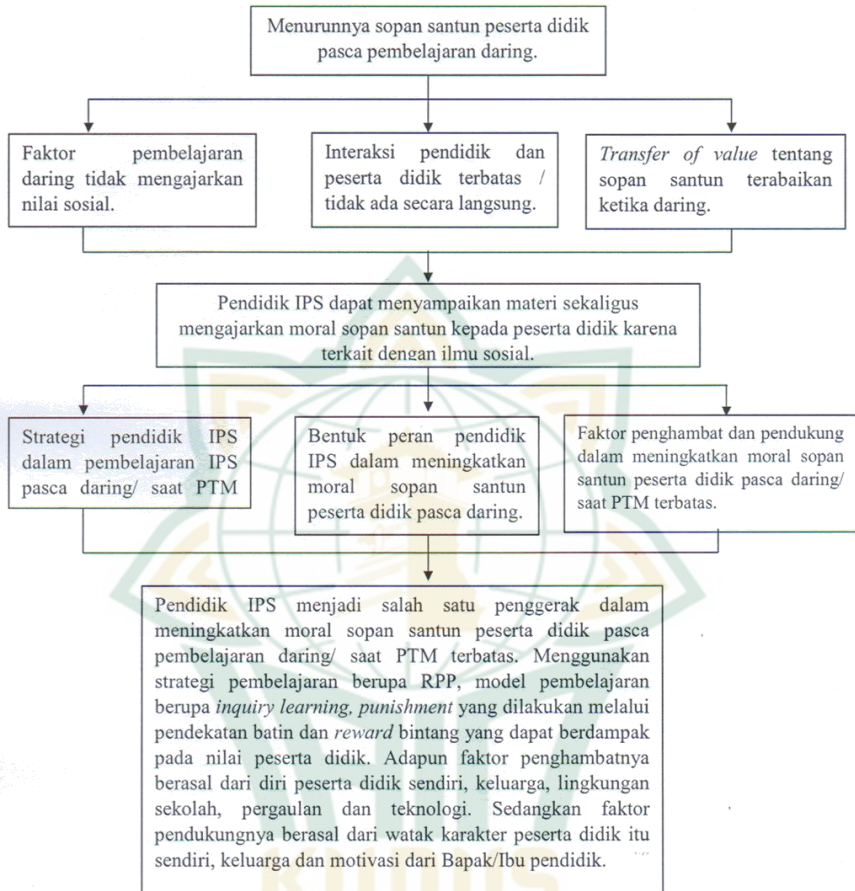 Menurunnya sopan santun peserta didik
pasca pembelajaran daring.
Faktor pembelajaran
daring tidak mengajarkan
nilai sosial.
Interaksi pendidik dan
peserta didik terbatas /
tidak ada secara langsung.
Transfer of value tentang
sopan santun terabaikan
ketika daring.
Pendidik IPS dapat menyampaikan materi sekaligus
mengajarkan moral sopan santun kepada peserta didik karena
terkait dengan ilmu sosial.
Strategi pendidik IPS
dalam pembelajaran IPS
pasca daring/ saat PTM
Bentuk peran pendidik
IPS dalam meningkatkan
moral sopan santun
peserta didik pasca daring.
Faktor penghambat dan pendukung
dalam meningkatkan moral sopan
santun peserta didik pasca daring/
saat PTM terbatas.
Pendidik IPS menjadi salah satu penggerak dalam
meningkatkan moral sopan santun peserta didik pasca
pembelajaran daring/ saat PTM terbatas. Menggunakan
strategi pembelajaran berupa RPP, model pembelajaran
berupa inquiry learning, punishment yang dilakukan melalui
pendekatan batin dan reward bintang yang dapat berdampak
pada nilai peserta didik. Adapun faktor penghambatnya
berasal dari diri peserta didik sendiri, keluarga, lingkungan
sekolah, pergaulan dan teknologi. Sedangkan faktor
pendukungnya berasal dari watak karakter peserta didik itu
sendiri, keluarga dan motivasi dari Bapak/Ibu pendidik.
KUDUS